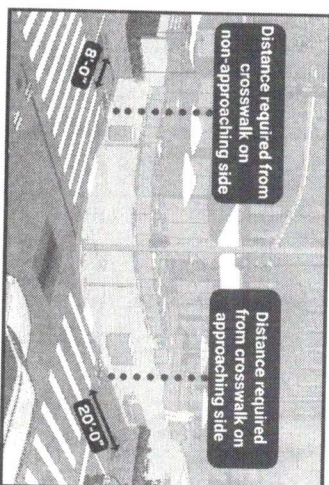 Distance required from
crosswalk on
non-approaching side
8'-0"
Distance required
from crosswalk on
approaching side
20'-0"